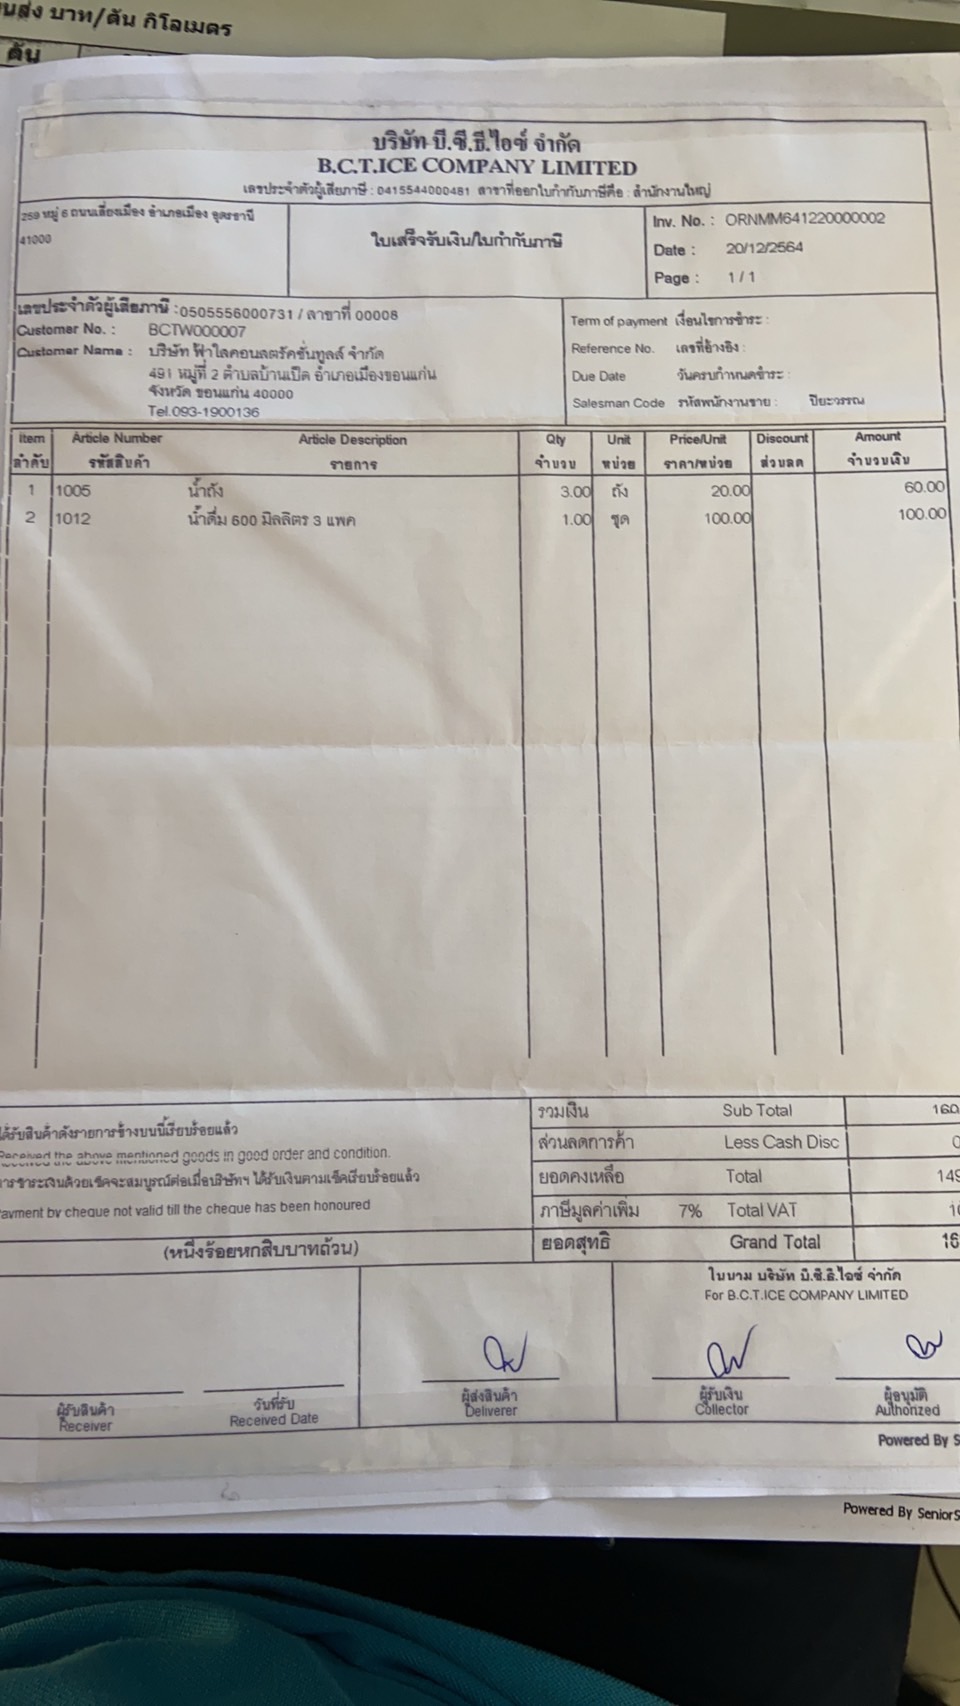 บาท/ตัน กิโลเมตร
ตัน
บริษัท บี.ซี.ธี.ไอซ์ จำกัด
B.C.T.ICE COMPANY LIMITED
เลขประจำตัวผู้เสียภาษี : 0415544000481 สาขาที่ออกใบกำกับภาษีคือ : สำนักงานใหญ่
259 หมู่ 6 ถนนเลี่ยงเมือง อำเภอเมือง อุดรธานี
41000
ใบเสร็จรับเงิน/ใบกำกับภาษี
Inv. No. : ORNMM641220000002
Date : 20/12/2564
Page : 1 / 1
เลขประจำตัวผู้เสียภาษี :0505556000731 / สาขาที่ 00008
Customer No. : BCTW000007
Customer Name : บริษัท ฟ้าใสคอนสตรัคชั่นทูลส์ จำกัด
491 หมู่ที่ 2 ตำบลบ้านเป็ด อำเภอเมืองขอนแก่น
จังหวัด ขอนแก่น 40000
Tel.093-1900136
Term of payment เงื่อนไขการชำระ :
Reference No. เลขที่อ้างอิง :
Due Date วันครบกำหนดชำระ :
Salesman Code รหัสพนักงานขาย : ปิยะวรรณ
Item Article Number Article Description Qty Unit Price/Unit Discount Amount
ลำดับ รหัสสินค้า รายการ จำนวน หน่วย ราคา/หน่วย ส่วนลด จำนวนเงิน
1 1005 น้ำถัง 3.00 ถัง 20.00 60.00
2 1012 น้ำดื่ม 600 มิลลิตร 3 แพค 1.00 ชุด 100.00 100.00
ได้รับสินค้าดังรายการข้างบนนี้เรียบร้อยแล้ว
Received the above mentioned goods in good order and condition.
การชำระเงินด้วยเช็คจะสมบูรณ์ต่อเมื่อบริษัทฯ ได้รับเงินตามเช็คเรียบร้อยแล้ว
Payment by cheque not valid till the cheque has been honoured
(หนึ่งร้อยหกสิบบาทถ้วน)
รวมเงิน Sub Total 160
ส่วนลดการค้า Less Cash Disc 0
ยอดคงเหลือ Total 149
ภาษีมูลค่าเพิ่ม 7% Total VAT 10
ยอดสุทธิ Grand Total 16
ในนาม บริษัท บี.ซี.ธี.ไอซ์ จำกัด
For B.C.T.ICE COMPANY LIMITED
ผู้รับสินค้า วันที่รับ ผู้ส่งสินค้า ผู้รับเงิน ผู้อนุมัติ
Receiver Received Date Deliverer Collector Authorized
Powered By S
Powered By SeniorS